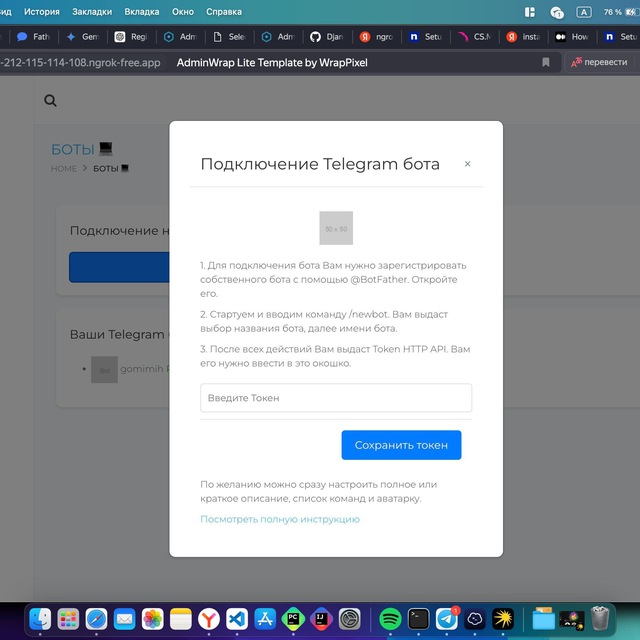 ид История Закладки Вкладка Окно Справка
A 76 %
Fath Gem Regi Adm Sele Adm Djan ngro Setu CS.M insta How Setu
-212-115-114-108.ngrok-free.app AdminWrap Lite Template by WrapPixel перевести
БОТЫ
HOME > БОТЫ
Подключение Telegram бота ×
50 x 50
Подключение н
1. Для подключения бота Вам нужно зарегистрировать
собственного бота с помощью @BotFather. Откройте
его.
2. Стартуем и вводим команду /newbot. Вам выдаст
выбор названия бота, далее имени бота.
3. После всех действий Вам выдаст Token HTTP API. Вам
его нужно ввести в это окошко.
Ваши Telegram
gomimih
Введите Токен
Сохранить токен
По желанию можно сразу настроить полное или
краткое описание, список команд и аватарку.
Посмотреть полную инструкцию
PC IJ
1